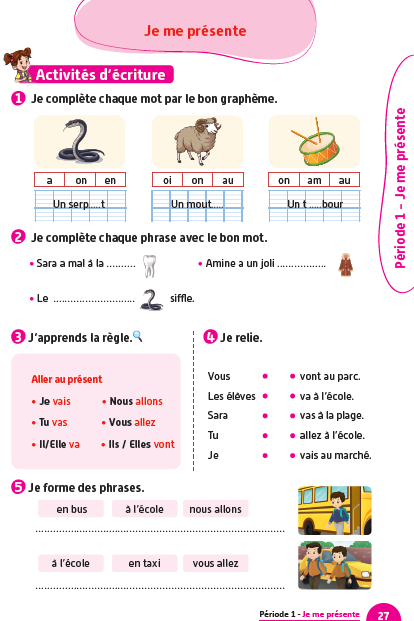 Je me présente
Activités d'écriture
1 Je complète chaque mot par le bon graphème.
a on en
oi on au
on am au
Un serp.....t
Un mout.....
Un t .....bour
2 Je complète chaque phrase avec le bon mot.
• Sara a mal à la ..........
• Amine a un joli .................
• Le ............................ siffle.
3 J'apprends la règle.
Aller au présent
• Je vais • Nous allons
• Tu vas • Vous allez
• Il/Elle va • Ils / Elles vont
4 Je relie.
Vous • • vont au parc.
Les élèves • • va à l'école.
Sara • • vas à la plage.
Tu • • allez à l'école.
Je • • vais au marché.
5 Je forme des phrases.
en bus à l'école nous allons
......................................................................................
à l'école en taxi vous allez
......................................................................................
Période 1 - Je me présente 27
Période 1 - Je me présente